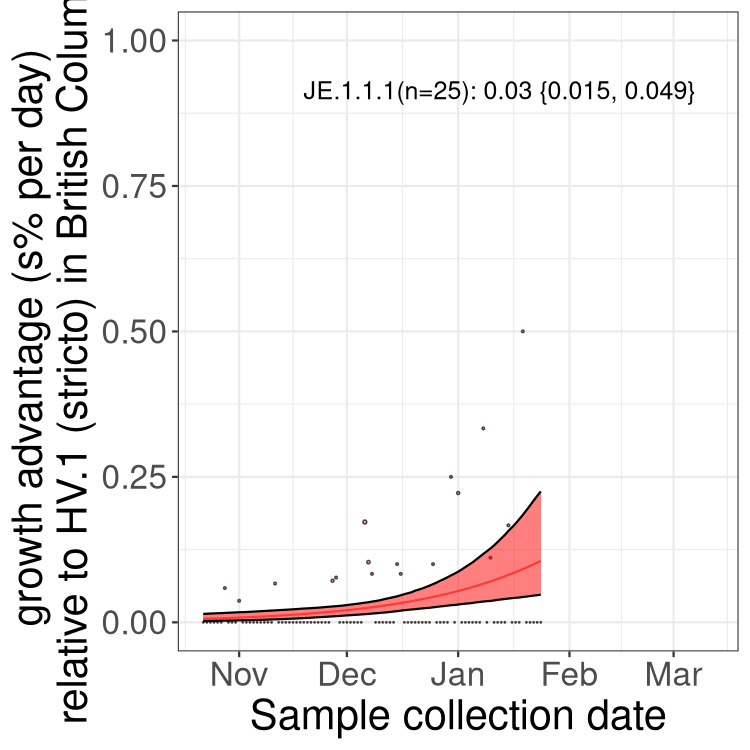 growth advantage (s% per day)
relative to HV.1 (stricto) in British Colum
1.00
0.75
0.50
0.25
0.00
JE.1.1.1(n=25): 0.03 {0.015, 0.049}
Nov Dec Jan Feb Mar
Sample collection date